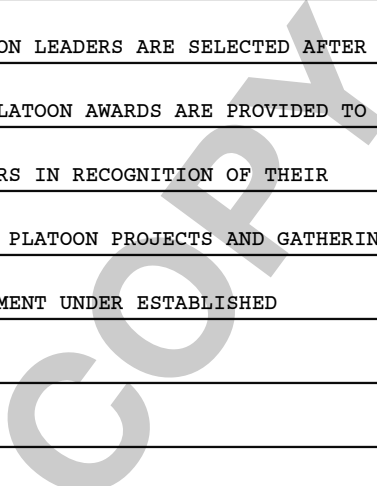 ON LEADERS ARE SELECTED AFTER
LATOON AWARDS ARE PROVIDED TO
RS IN RECOGNITION OF THEIR
PLATOON PROJECTS AND GATHERIN
MENT UNDER ESTABLISHED
COPY